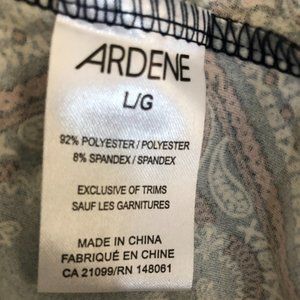 ARDENE
L/G
92% POLYESTER / POLYESTER
8% SPANDEX / SPANDEX
EXCLUSIVE OF TRIMS
SAUF LES GARNITURES
MADE IN CHINA
FABRIQUÉ EN CHINE
CA 21099/RN 148061